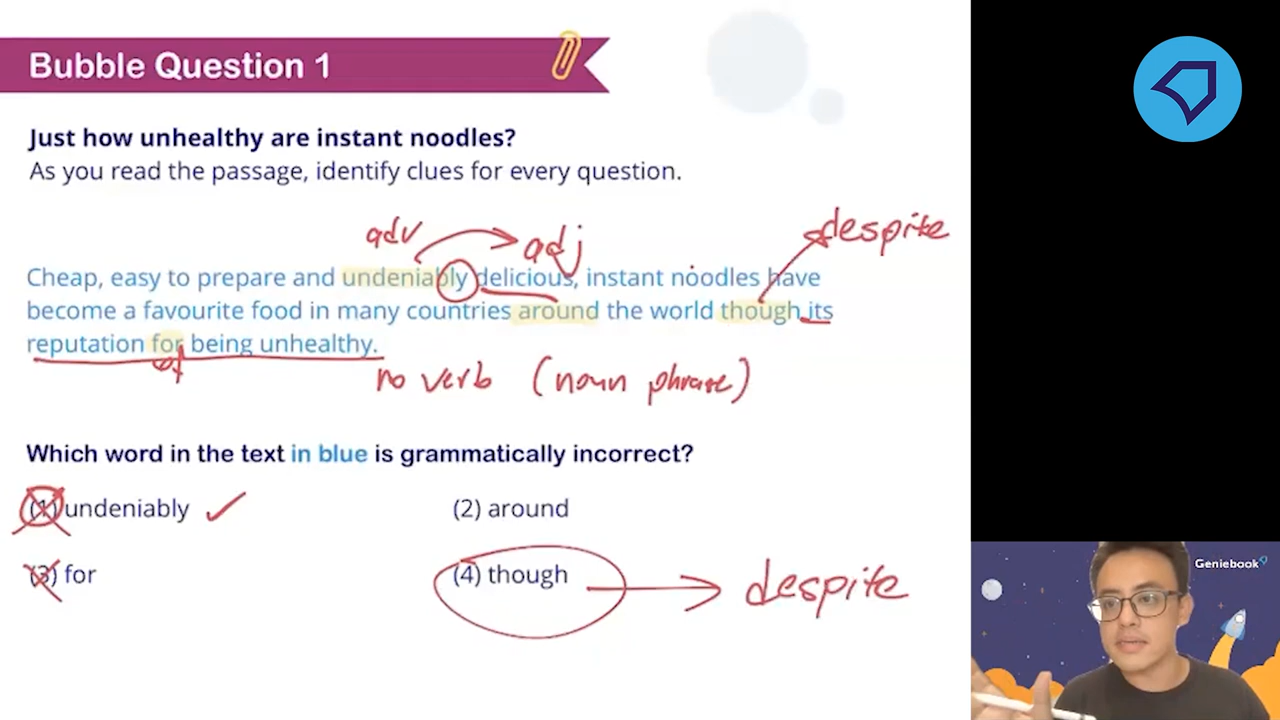 Bubble Question 1
Just how unhealthy are instant noodles?
As you read the passage, identify clues for every question.
despite
adv
adj
Cheap, easy to prepare and undeniably delicious, instant noodles have
become a favourite food in many countries around the world though its
reputation for being unhealthy.
of
no verb (noun phrase)
Which word in the text in blue is grammatically incorrect?
(1) undeniably
(2) around
(3) for
(4) though
despite
Geniebook